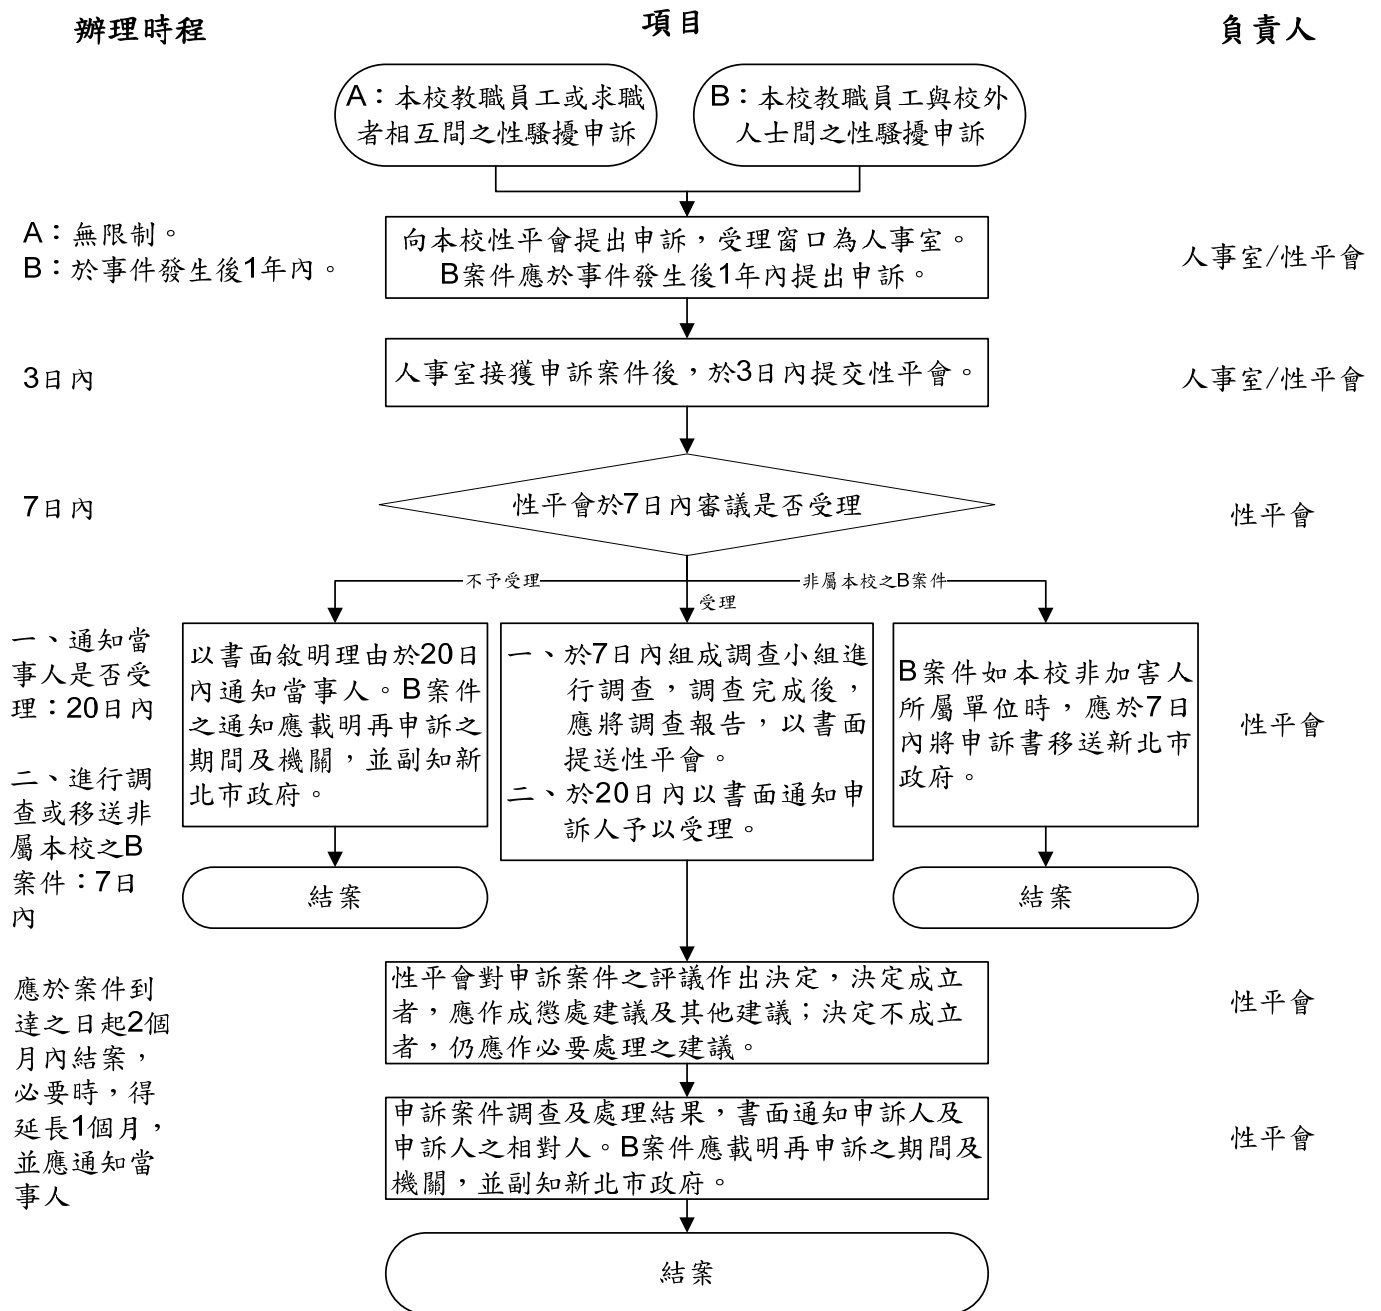 辦理時程
項目
負責人
A：本校教職員工或求職
者相互間之性騷擾申訴
B：本校教職員工與校外
人士間之性騷擾申訴
A：無限制。
B：於事件發生後1年內。
向本校性平會提出申訴，受理窗口為人事室。
B案件應於事件發生後1年內提出申訴。
人事室/性平會
3日內
人事室接獲申訴案件後，於3日內提交性平會。
人事室/性平會
7日內
性平會於7日內審議是否受理
性平會
不予受理
受理
非屬本校之B案件
一、通知當
事人是否受
理：20日內
二、進行調
查或移送非
屬本校之B
案件：7日
內
以書面敘明理由於20日
內通知當事人。B案件
之通知應載明再申訴之
期間及機關，並副知新
北市政府。
一、於7日內組成調查小組進
行調查，調查完成後，
應將調查報告，以書面
提送性平會。
二、於20日內以書面通知申
訴人予以受理。
B案件如本校非加害人
所屬單位時，應於7日
內將申訴書移送新北市
政府。
性平會
結案
結案
應於案件到
達之日起2個
月內結案，
必要時，得
延長1個月，
並應通知當
事人
性平會對申訴案件之評議作出決定，決定成立
者，應作成懲處建議及其他建議；決定不成立
者，仍應作必要處理之建議。
性平會
申訴案件調查及處理結果，書面通知申訴人及
申訴人之相對人。B案件應載明再申訴之期間及
機關，並副知新北市政府。
性平會
結案